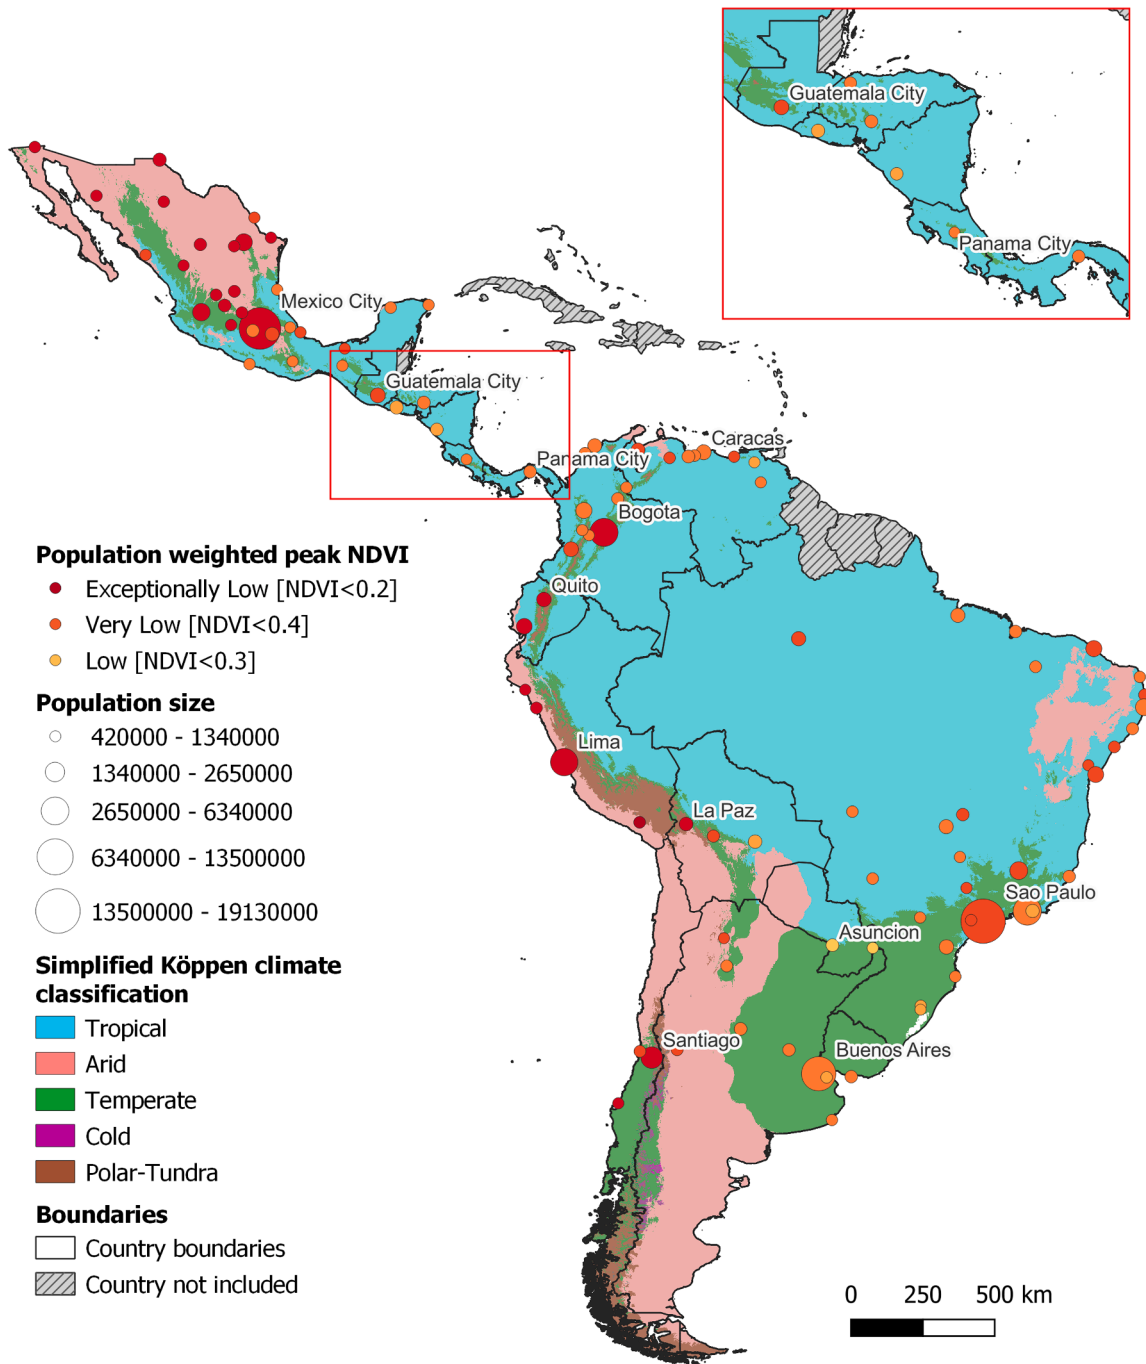 Guatemala City
Panama City
Mexico City
Guatemala City
Caracas
Panama City
Bogota
Quito
Lima
La Paz
Sao Paulo
Asuncion
Santiago
Buenos Aires
Population weighted peak NDVI
Exceptionally Low [NDVI<0.2]
Very Low [NDVI<0.4]
Low [NDVI<0.3]
Population size
420000 - 1340000
1340000 - 2650000
2650000 - 6340000
6340000 - 13500000
13500000 - 19130000
Simplified Köppen climate
classification
Tropical
Arid
Temperate
Cold
Polar-Tundra
Boundaries
Country boundaries
Country not included
0 250 500 km